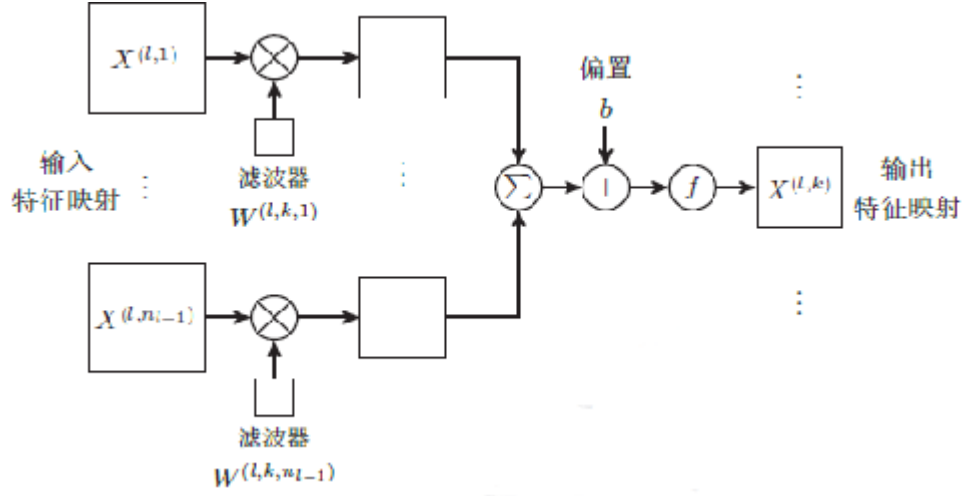 X^(l,1)
输入
特征映射
⋮
滤波器
W^(l,k,1)
⋮
X^(l,n_{l-1})
滤波器
W^(l,k,n_{l-1})
∑
偏置
b
f
⋮
X^(l,k)
输出
特征映射
⋮